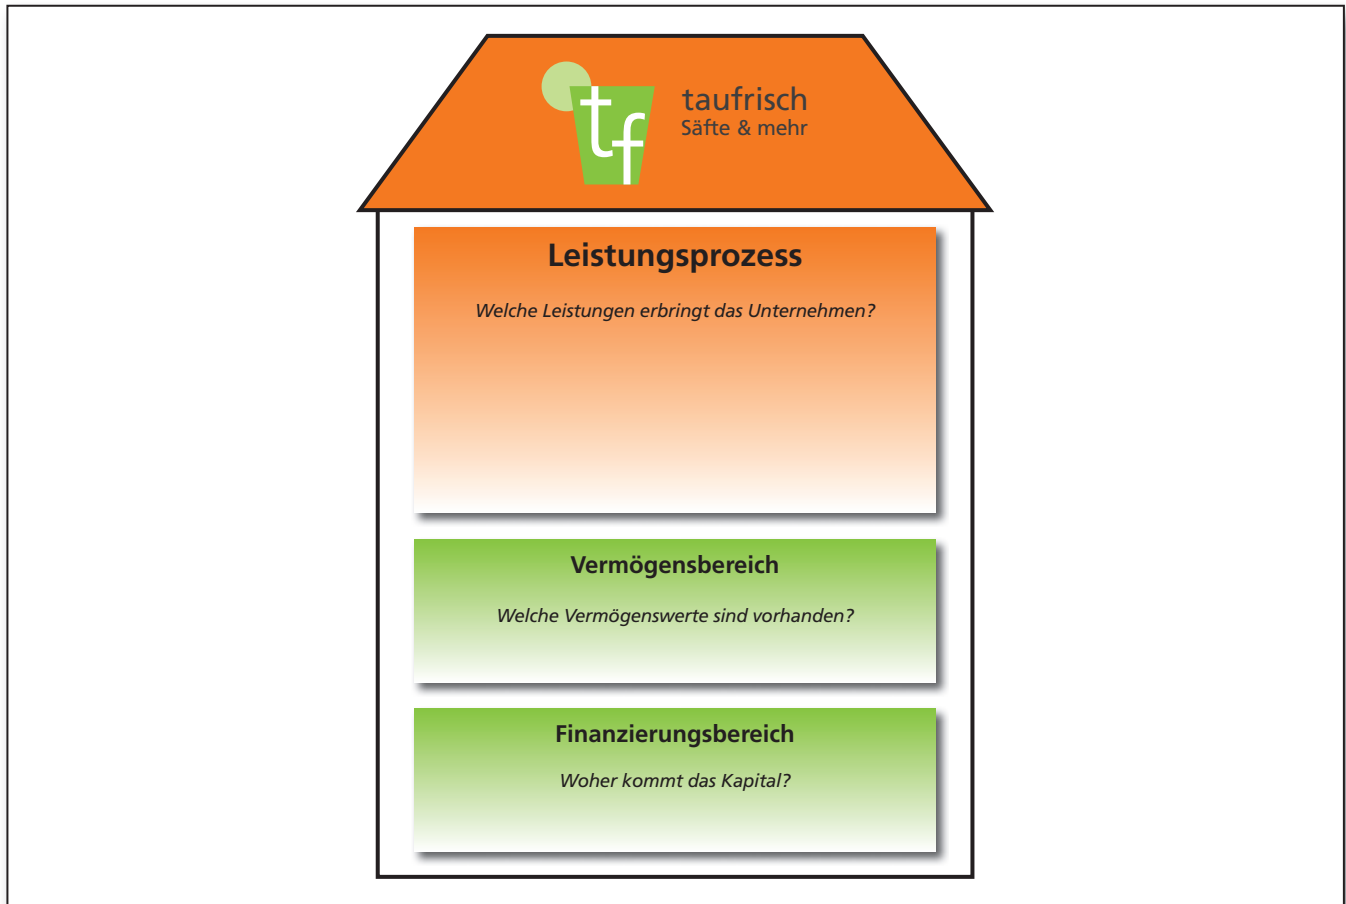 tf
taufrisch
Säfte & mehr
Leistungsprozess
Welche Leistungen erbringt das Unternehmen?
Vermögensbereich
Welche Vermögenswerte sind vorhanden?
Finanzierungsbereich
Woher kommt das Kapital?